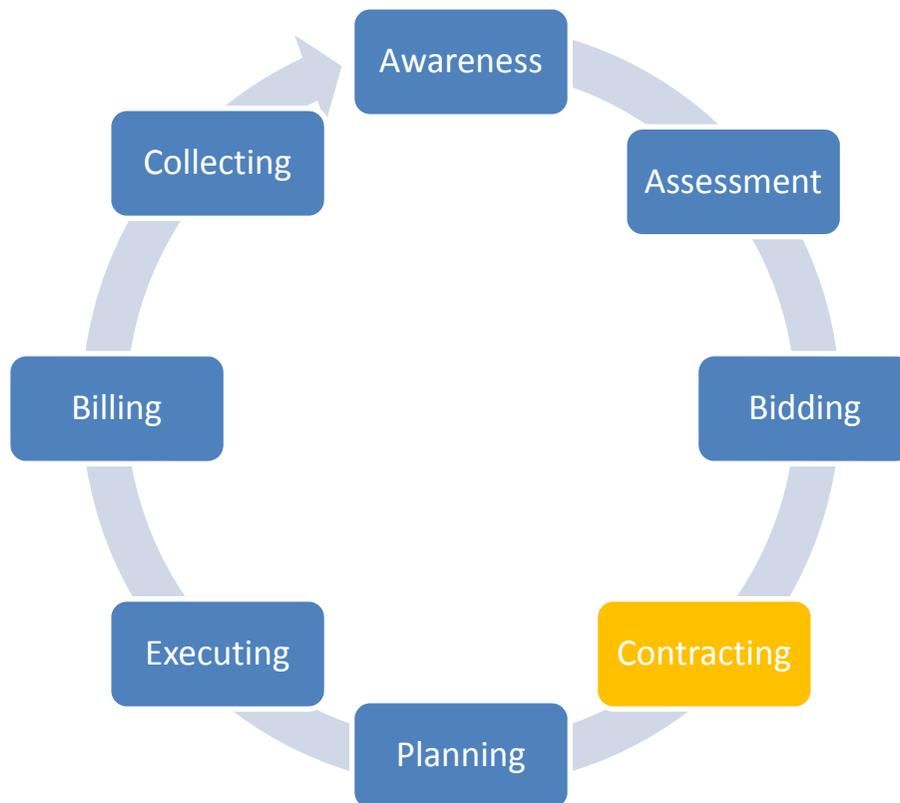 Awareness
Assessment
Bidding
Contracting
Planning
Executing
Billing
Collecting